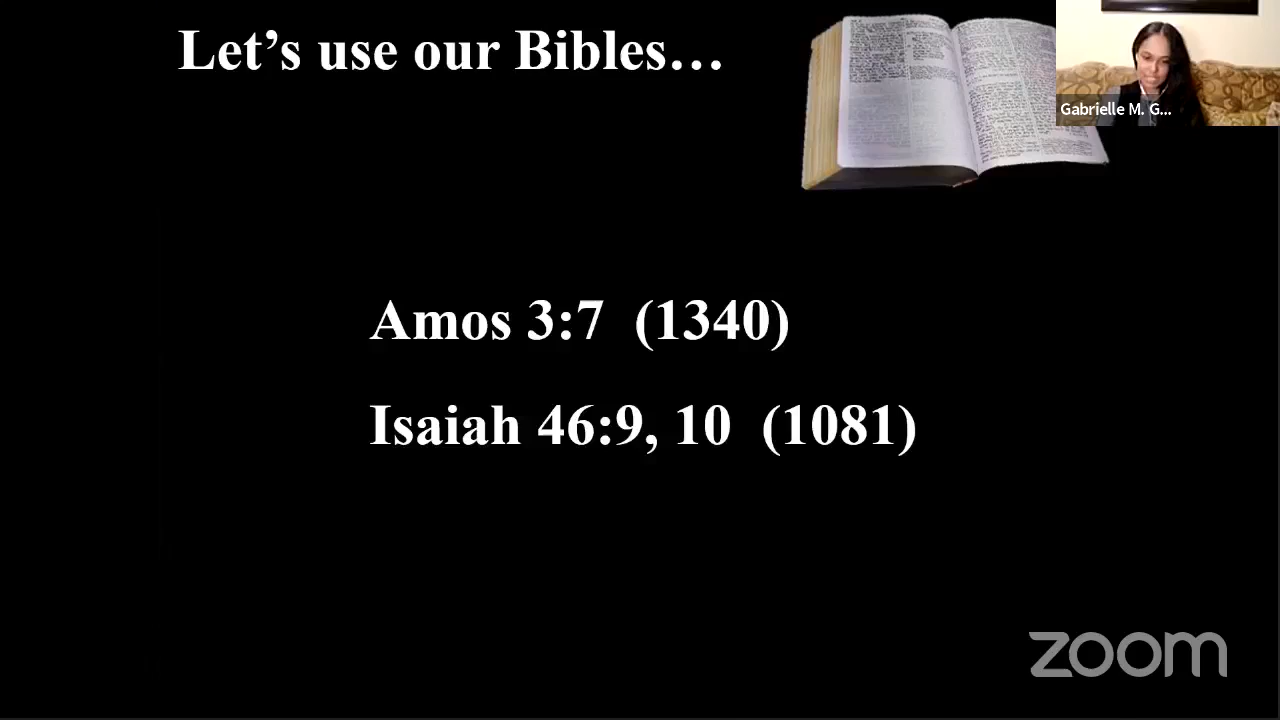 Let’s use our Bibles…
Gabrielle M. G...
Amos 3:7 (1340)
Isaiah 46:9, 10 (1081)
zoom